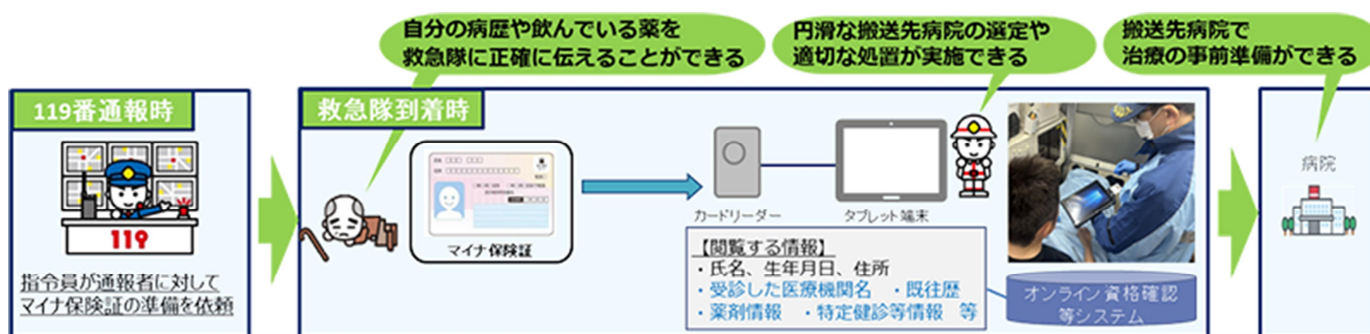 自分の病歴や飲んでいる薬を
救急隊に正確に伝えることができる
円滑な搬送先病院の選定や
適切な処置が実施できる
搬送先病院で
治療の事前準備ができる
119番通報時
119
指令員が通報者に対して
マイナ保険証の準備を依頼
救急隊到着時
マイナ保険証
カードリーダー
タブレット端末
【閲覧する情報】
・氏名、生年月日、住所
・受診した医療機関名 ・既往歴
・薬剤情報 ・特定健診等情報 等
オンライン資格確認
等システム
病院